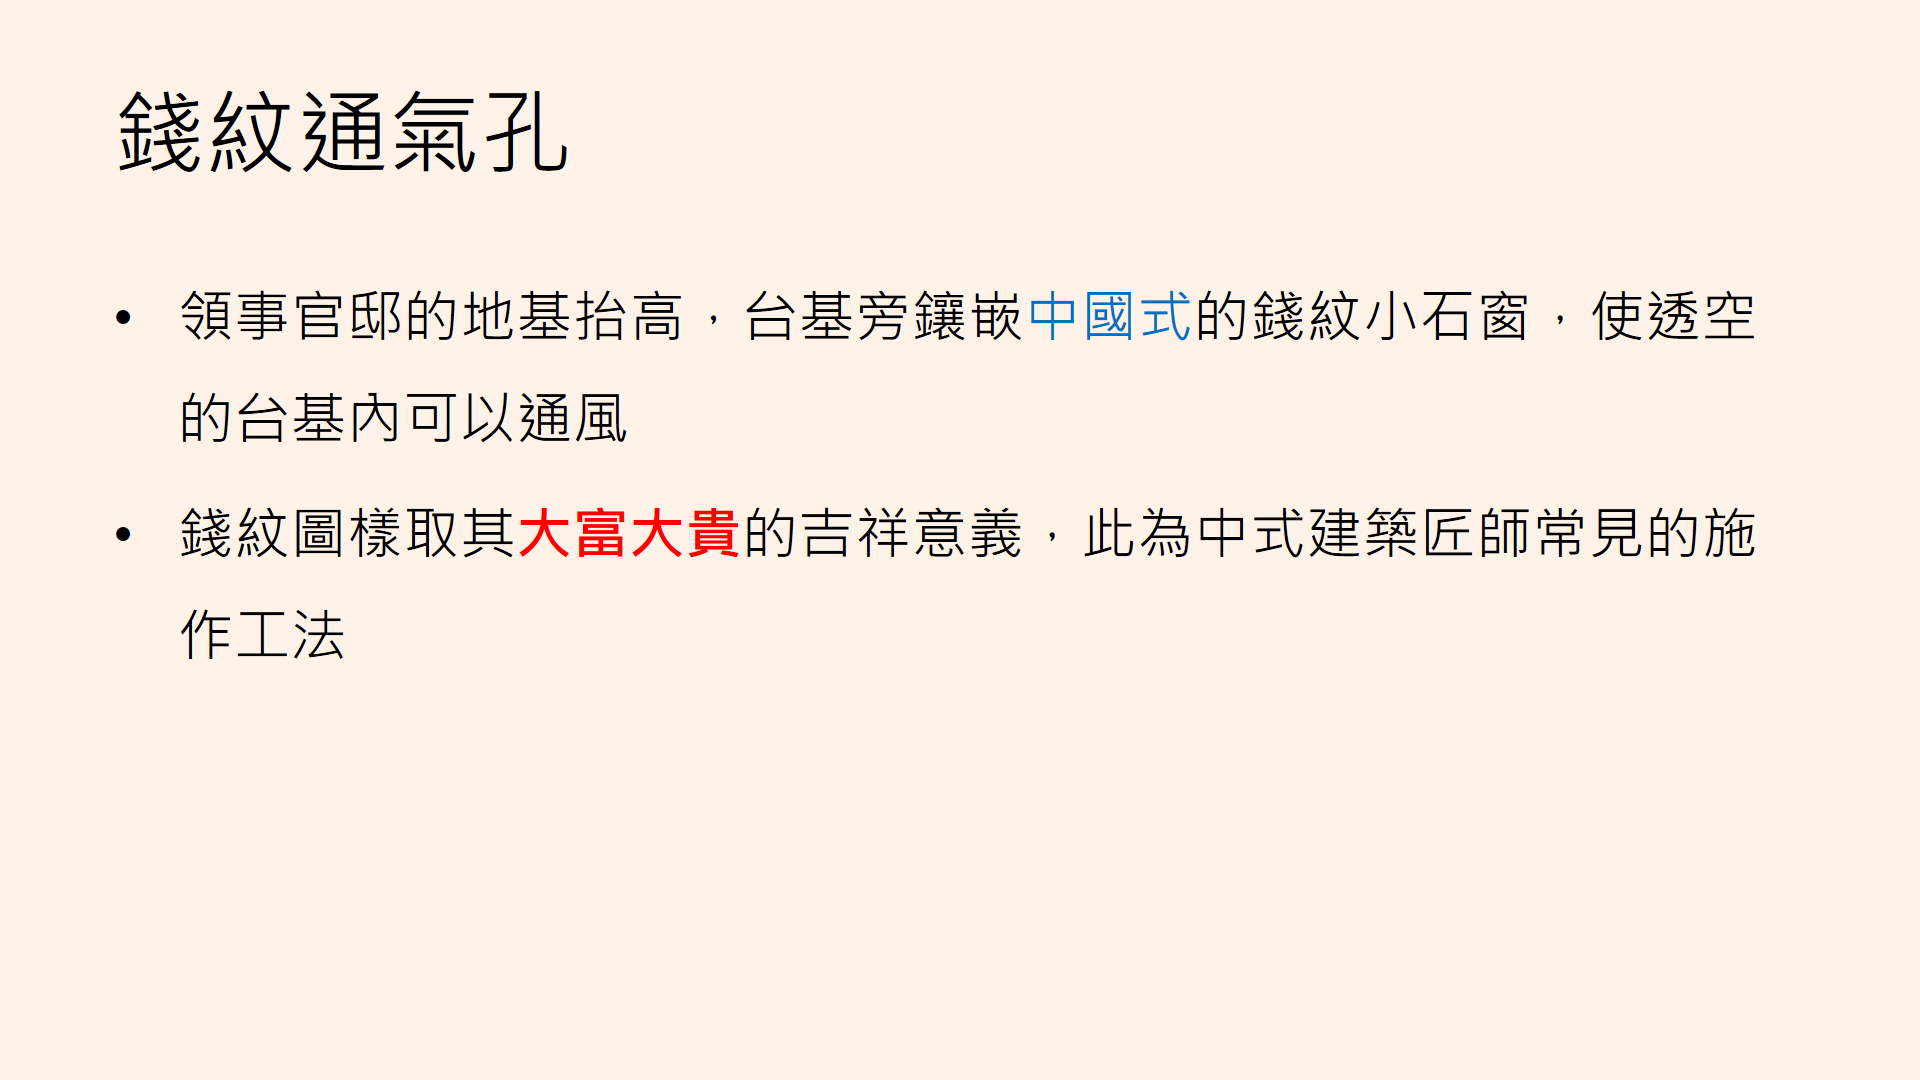 錢紋通氣孔
• 領事官邸的地基抬高，台基旁鑲嵌中國式的錢紋小石窗，使透空
的台基內可以通風
• 錢紋圖樣取其大富大貴的吉祥意義，此為中式建築匠師常見的施
作工法